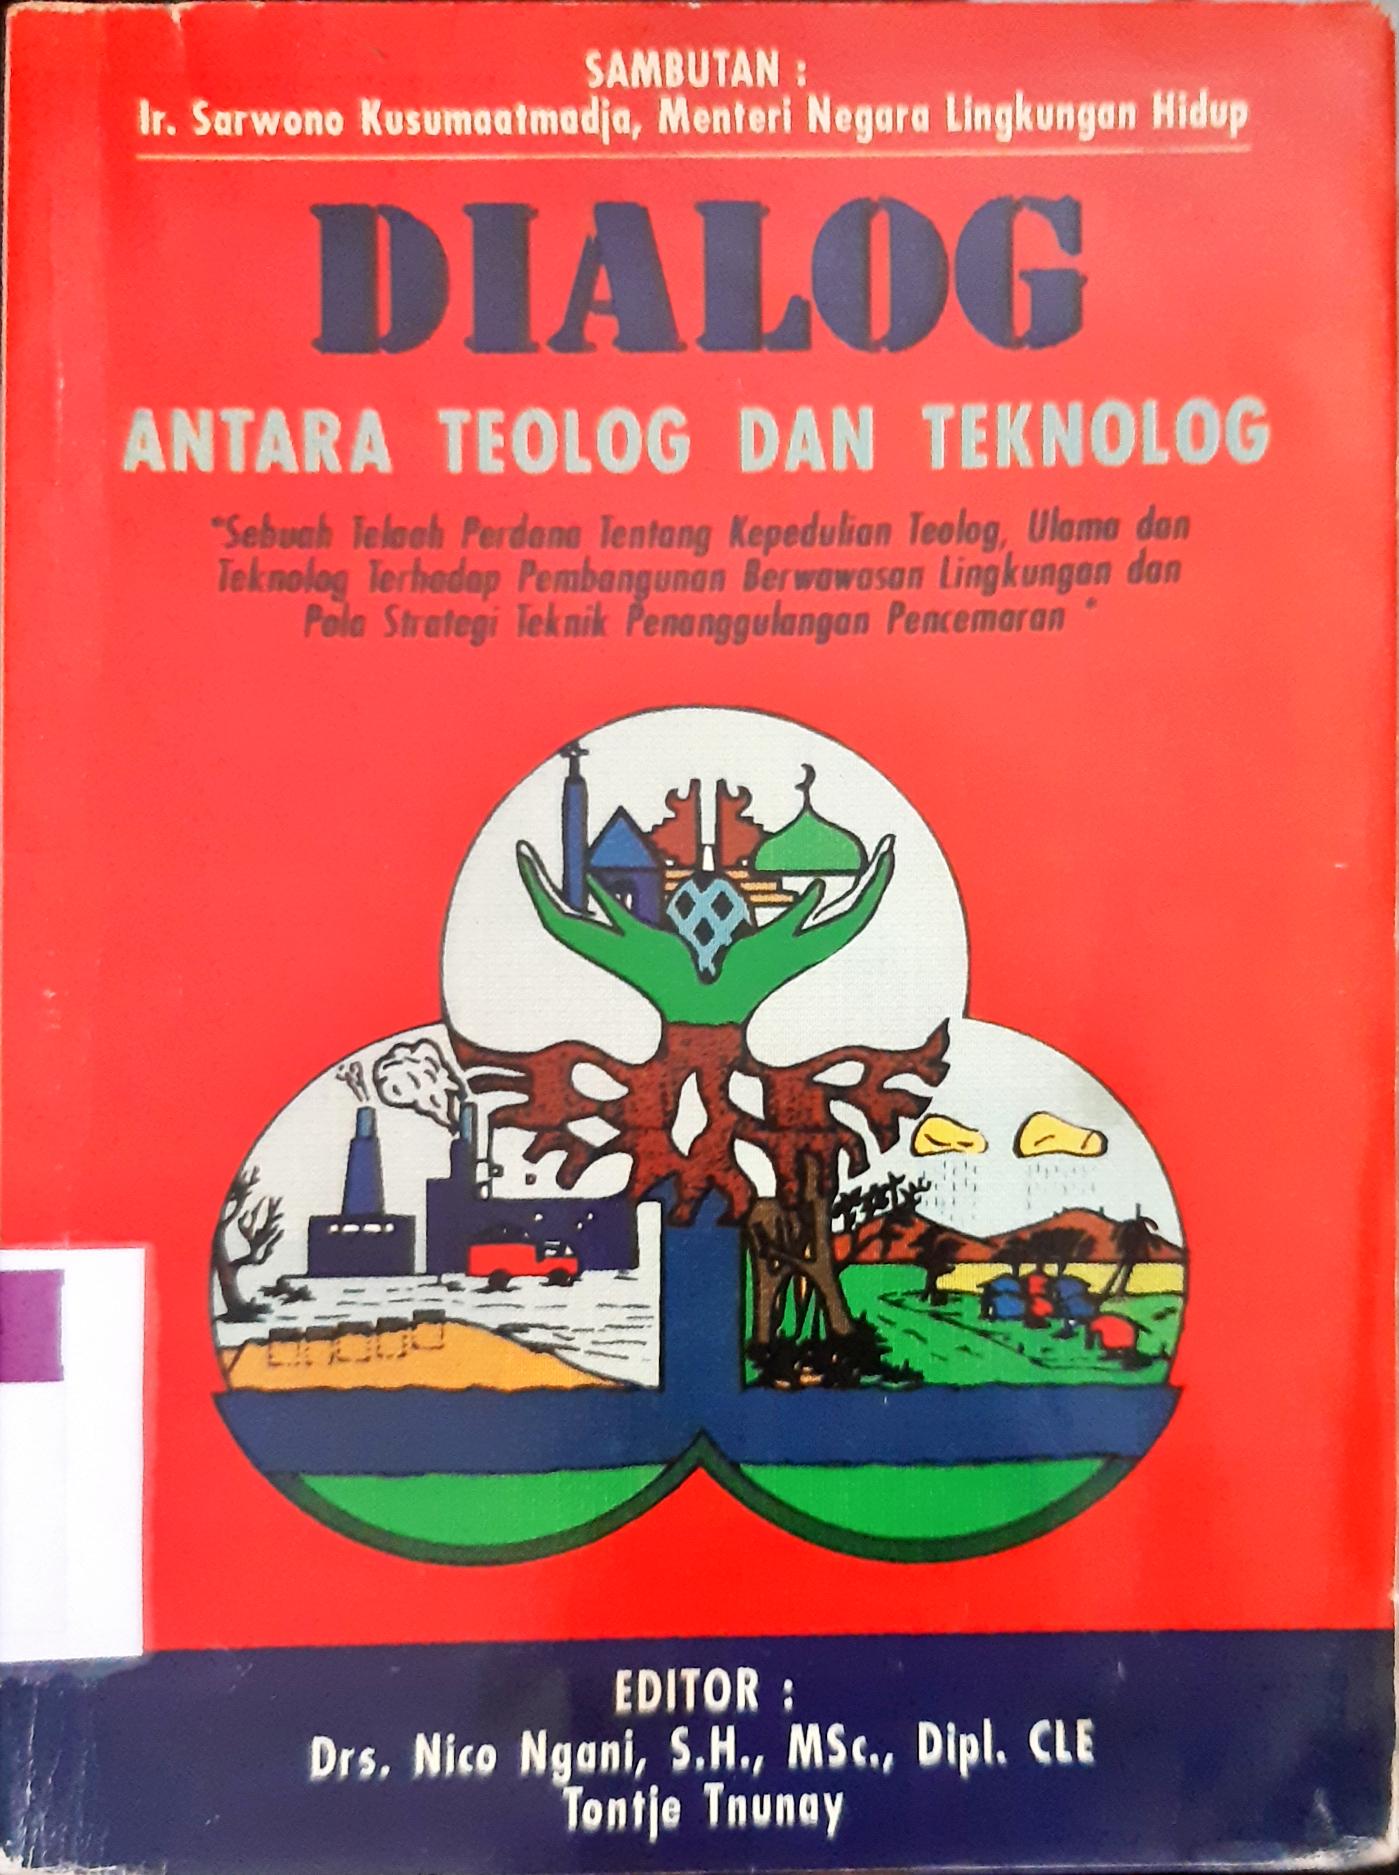 SAMBUTAN :
Ir. Sarwono Kusumaatmadja, Menteri Negara Lingkungan Hidup
DIALOG
ANTARA TEOLOG DAN TEKNOLOG
"Sebuah Telaah Perdana Tentang Kepedulian Teolog, Ulama dan
Teknolog Terhadap Pembangunan Berwawasan Lingkungan dan
Pola Strategi Teknik Penanggulangan Pencemaran "
EDITOR :
Drs. Nico Ngani, S.H., MSc., Dipl. CLE
Tontje Tnunay